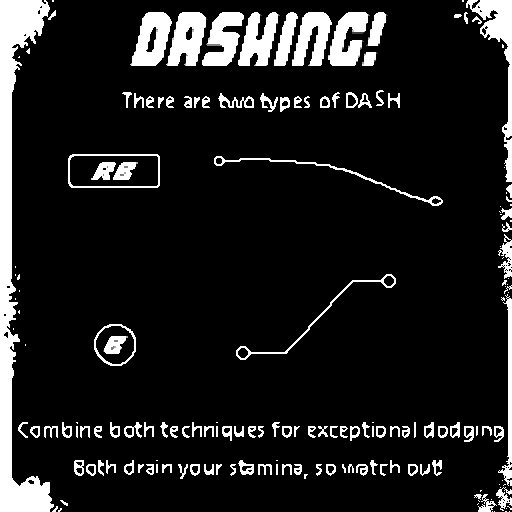 DASHING!
There are two types of DASH
RB
B
Combine both techniques for exceptional dodging
Both drain your stamina, so watch out!